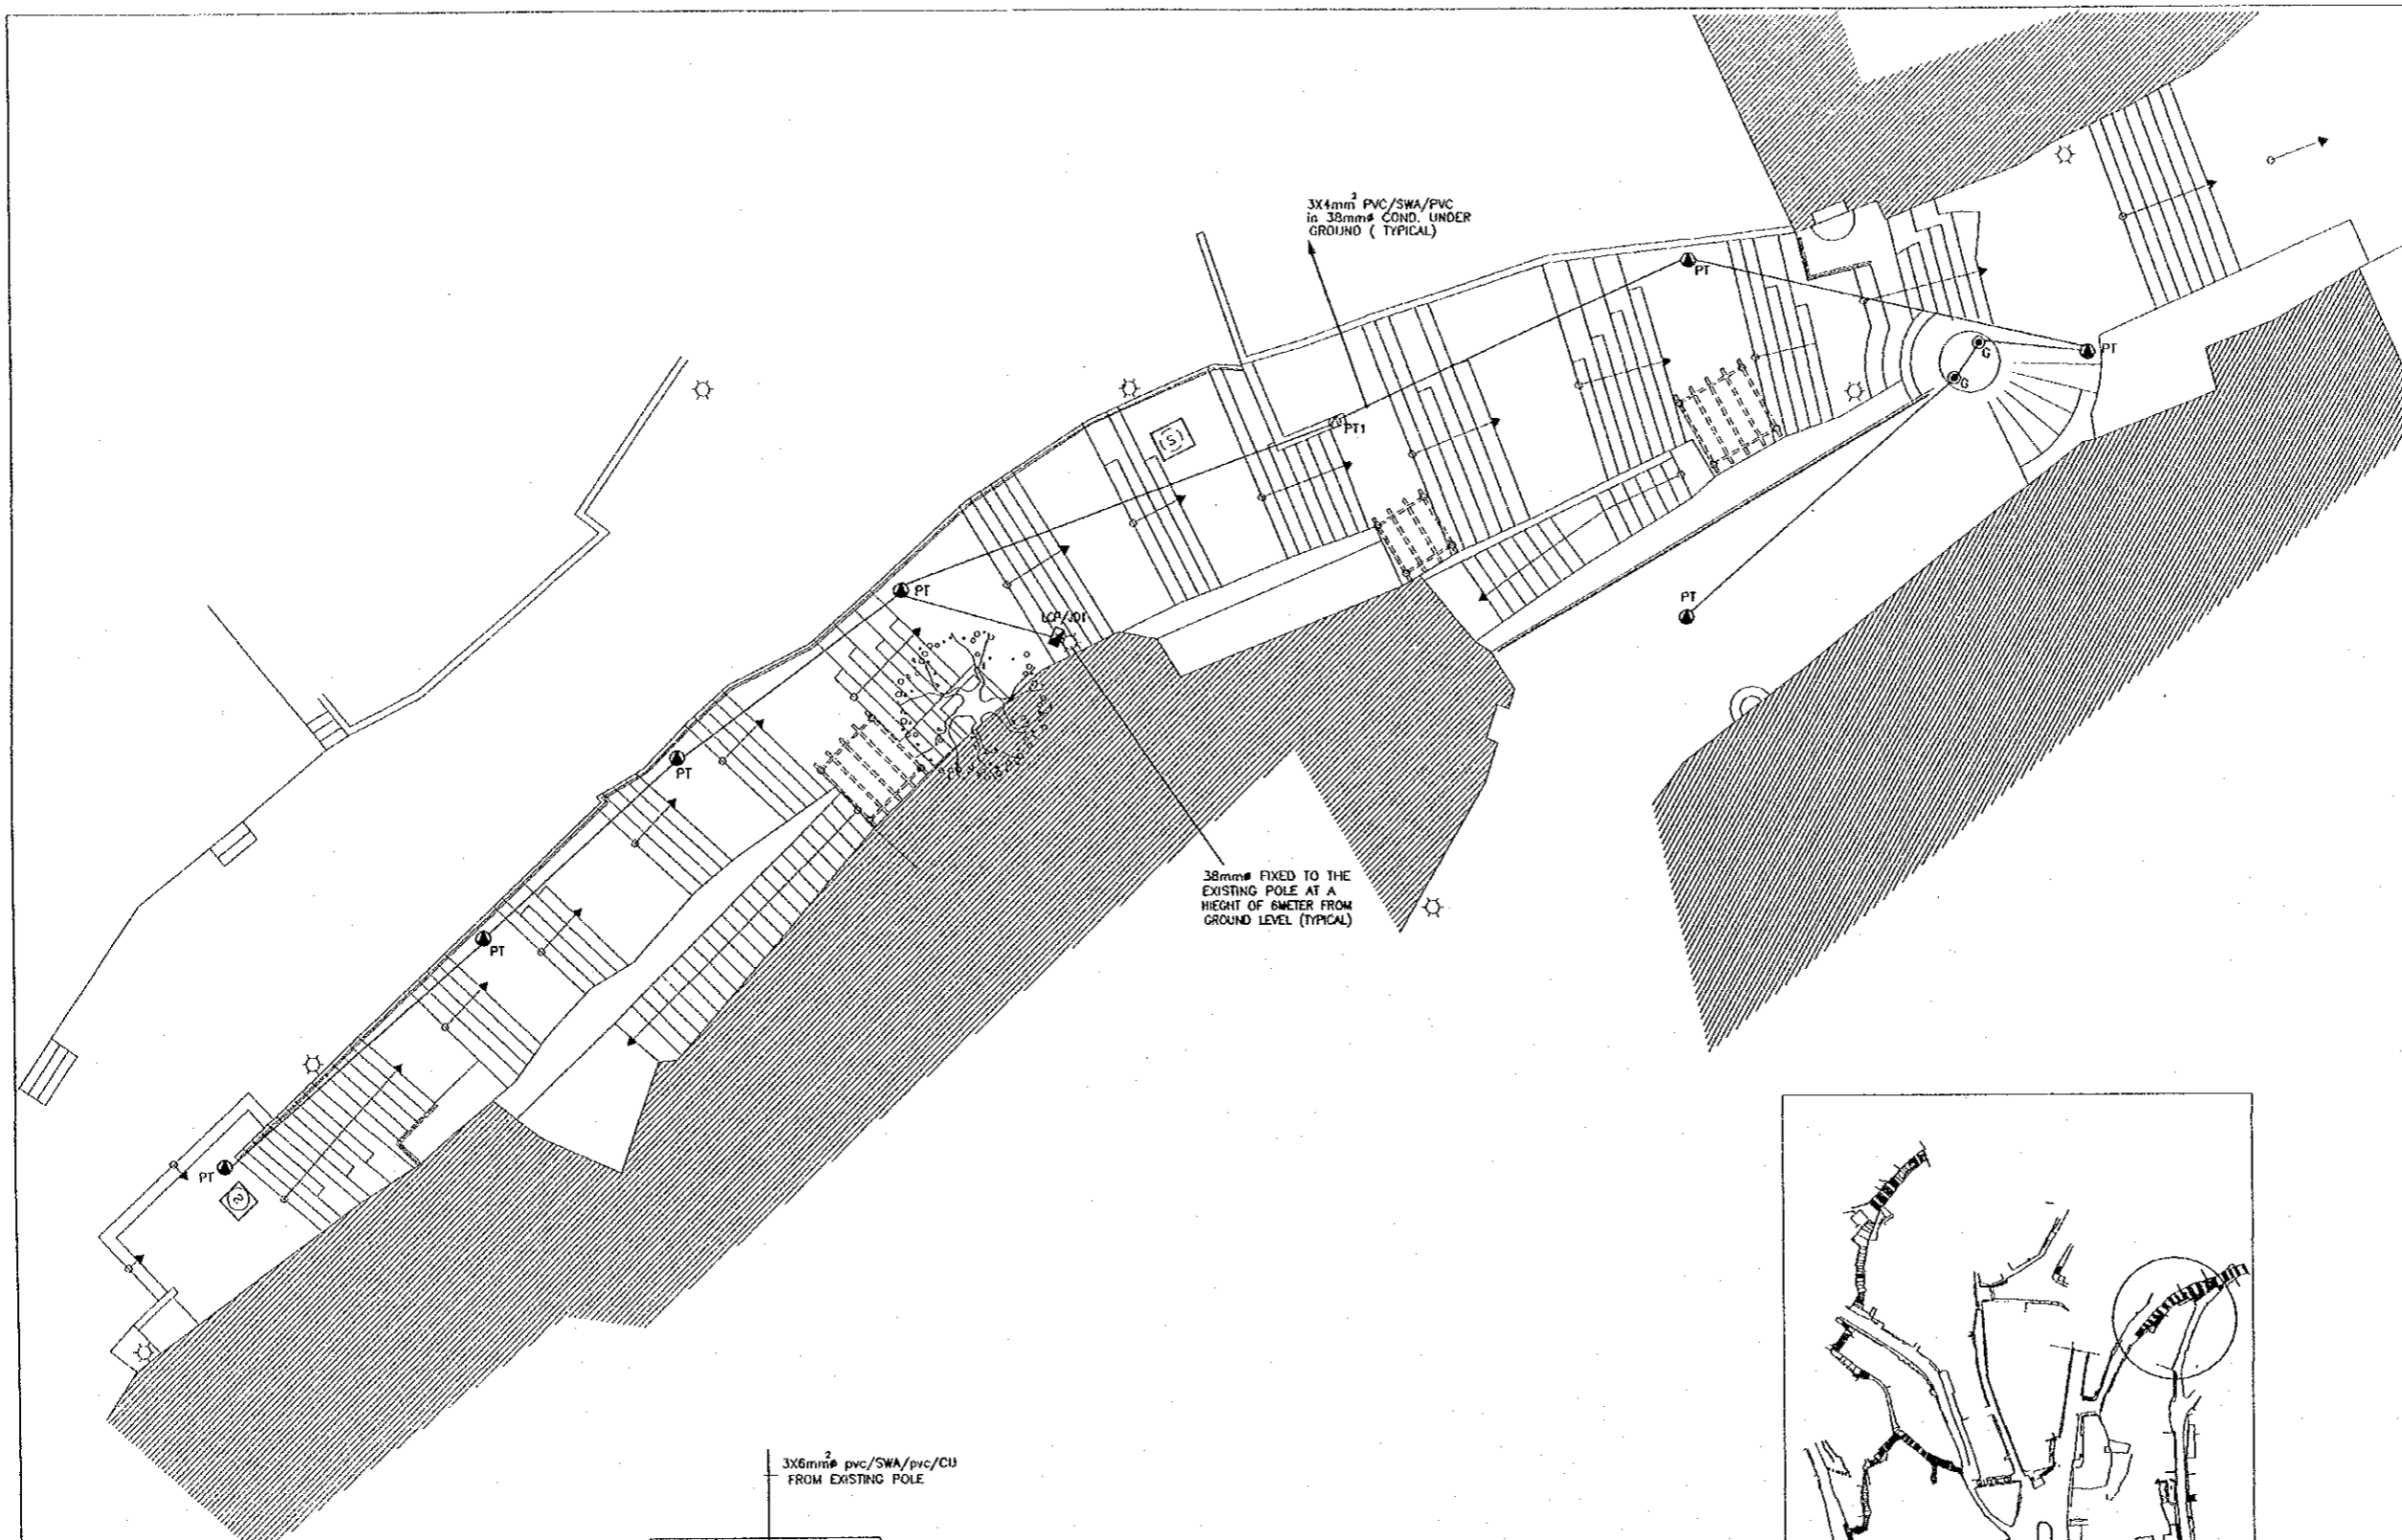 3X4mm² PVC/SWA/PVC
in 38mmø COND. UNDER
GROUND ( TYPICAL)
PT
PT
G
G
PT1
(S)
PT
PT
LCP/JO1
PT
38mmø FIXED TO THE
EXISTING POLE AT A
HIEGHT OF 6METER FROM
GROUND LEVEL (TYPICAL)
PT
PT
3X6mm²ø pvc/SWA/pvc/CU
FROM EXISTING POLE